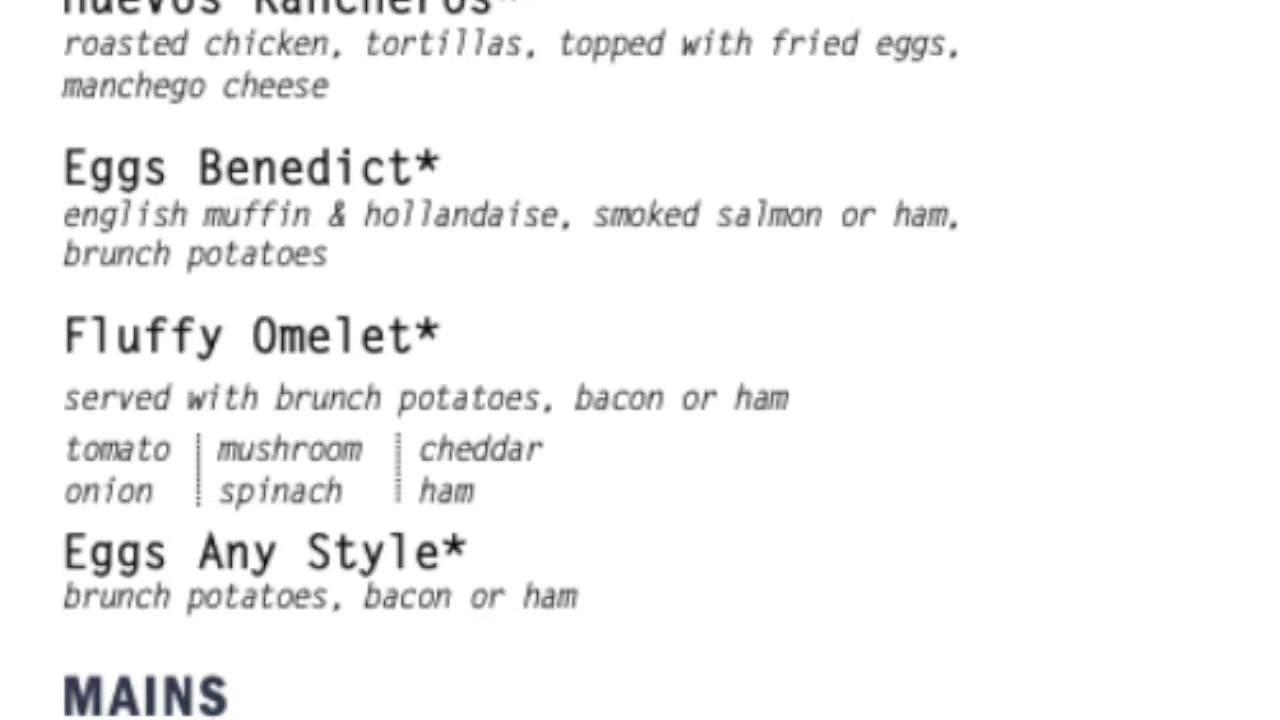 Huevos Rancheros*
roasted chicken, tortillas, topped with fried eggs,
manchego cheese
Eggs Benedict*
english muffin & hollandaise, smoked salmon or ham,
brunch potatoes
Fluffy Omelet*
served with brunch potatoes, bacon or ham
tomato mushroom cheddar
onion spinach ham
Eggs Any Style*
brunch potatoes, bacon or ham
MAINS